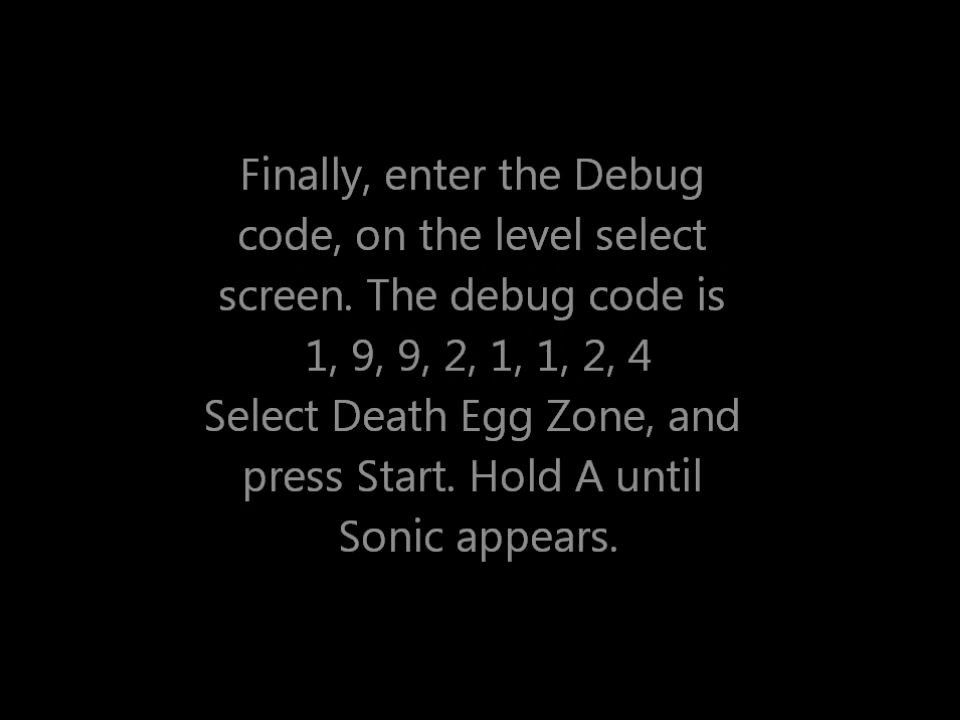 Finally, enter the Debug
code, on the level select
screen. The debug code is
1, 9, 9, 2, 1, 1, 2, 4
Select Death Egg Zone, and
press Start. Hold A until
Sonic appears.